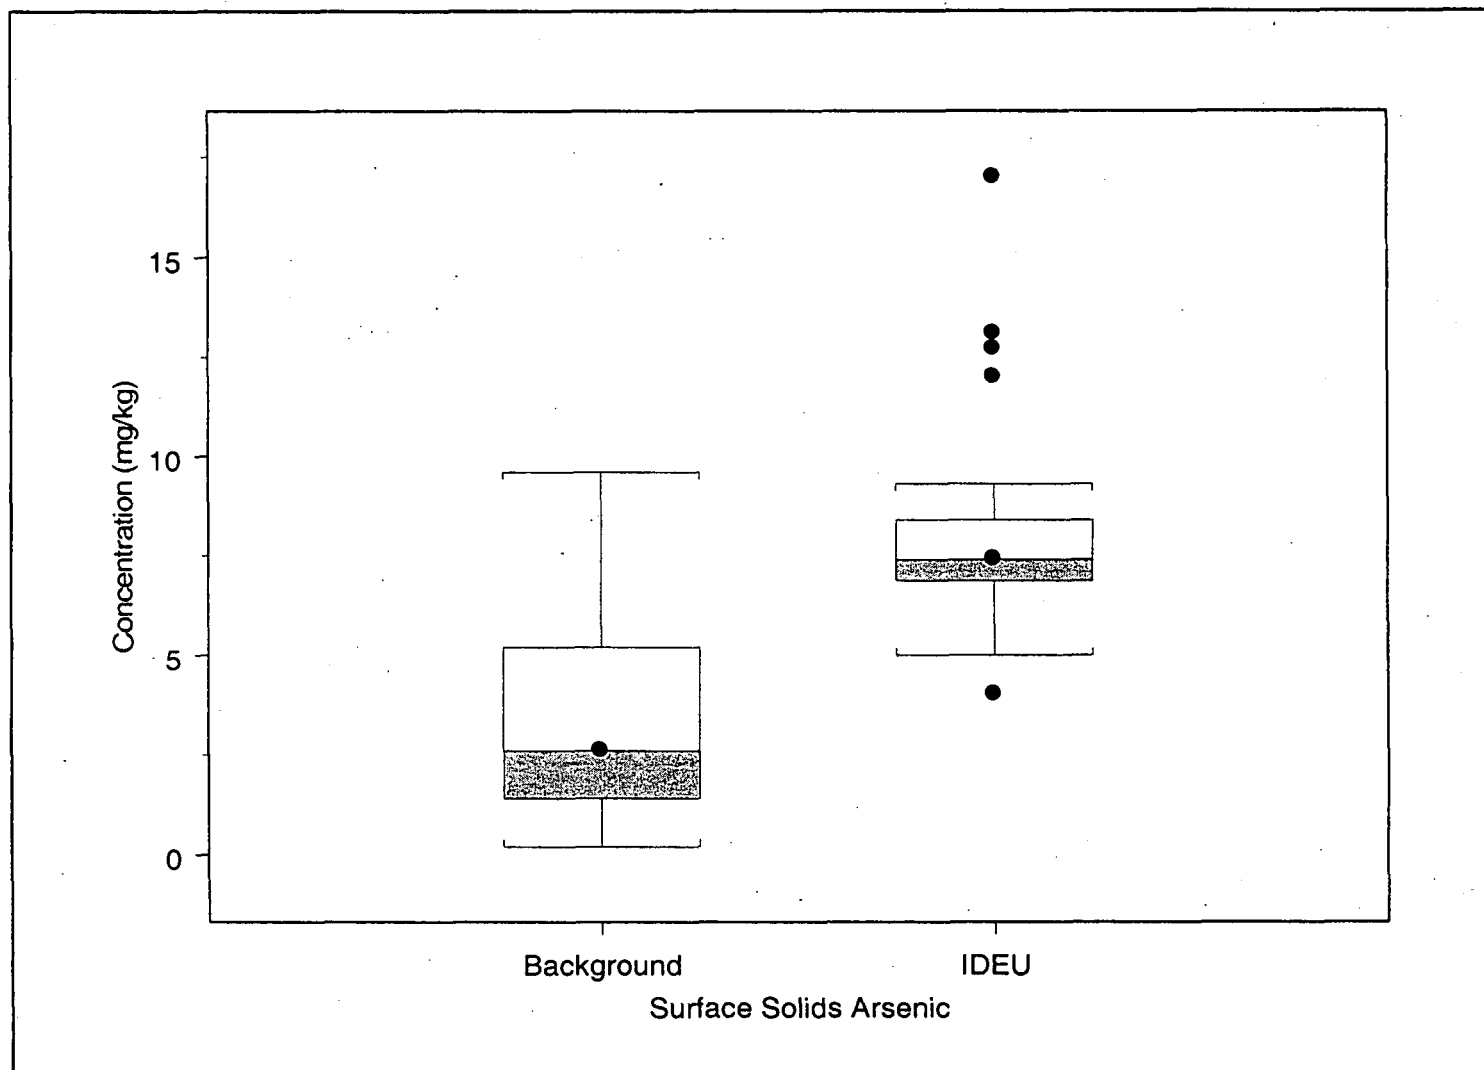 15
10
5
0
Concentration (mg/kg)
Background
IDEU
Surface Solids Arsenic